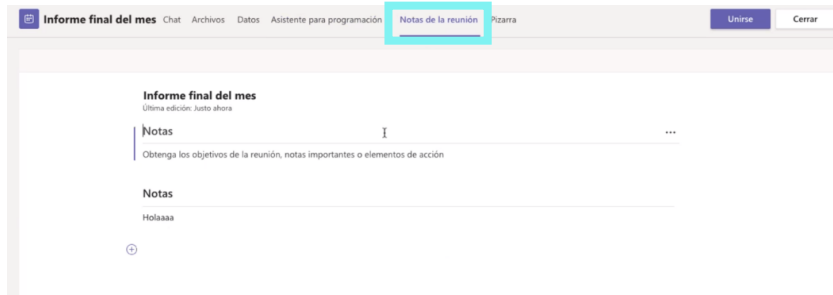 Informe final del mes Chat Archivos Datos Asistente para programación Notas de la reunión Pizarra Unirse Cerrar
Informe final del mes
Última edición: Justo ahora
Notas
Obtenga los objetivos de la reunión, notas importantes o elementos de acción
Notas
Holaaaa